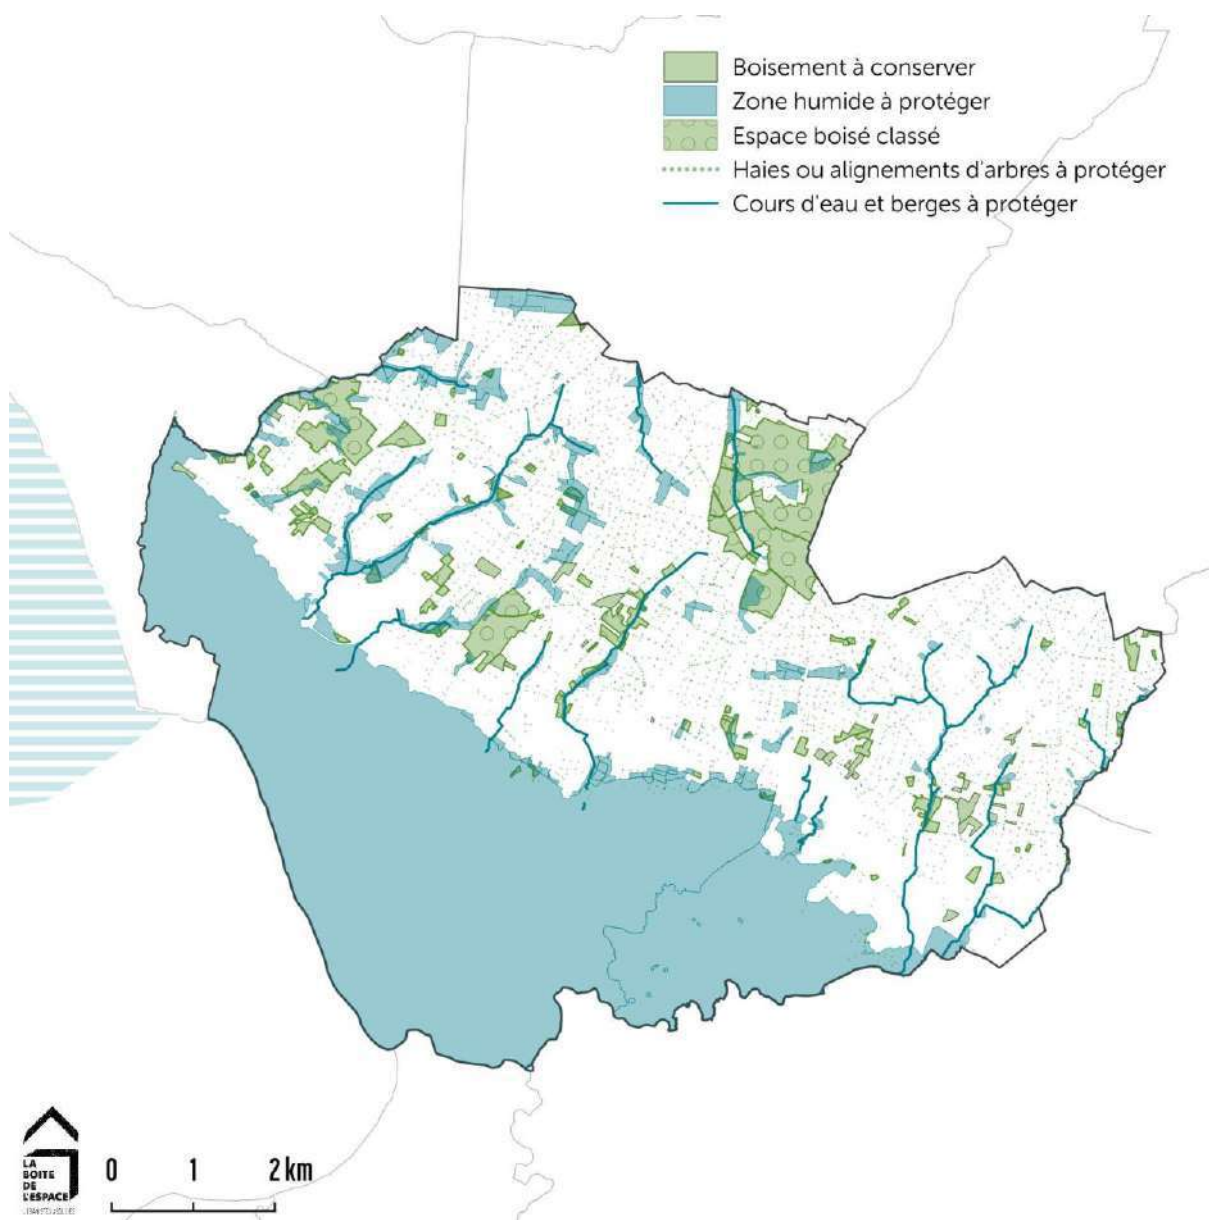 Boisement à conserver
Zone humide à protéger
Espace boisé classé
Haies ou alignements d'arbres à protéger
Cours d'eau et berges à protéger
LA
BOITE
DE
L'ESPACE
0 1 2 km